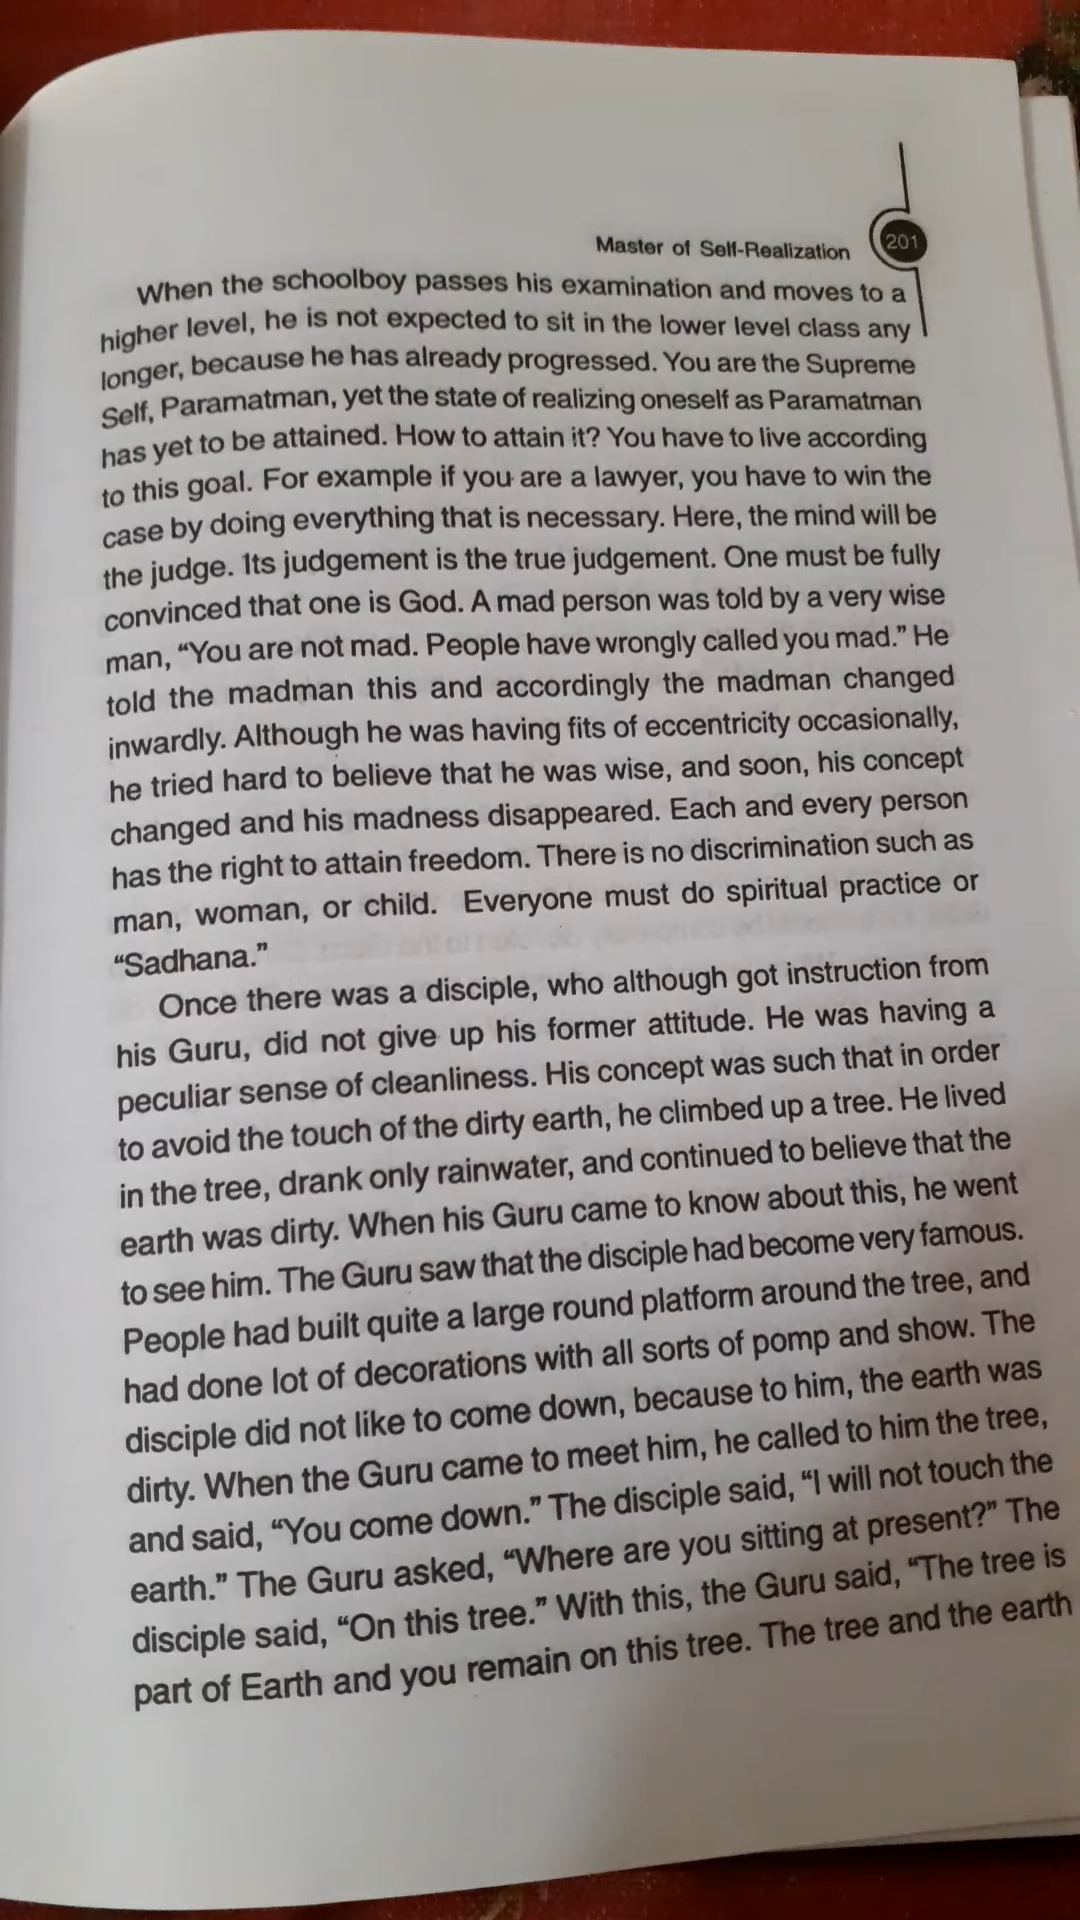 Master of Self-Realization 201
When the schoolboy passes his examination and moves to a
higher level, he is not expected to sit in the lower level class any
longer, because he has already progressed. You are the Supreme
Self, Paramatman, yet the state of realizing oneself as Paramatman
has yet to be attained. How to attain it? You have to live according
to this goal. For example if you are a lawyer, you have to win the
case by doing everything that is necessary. Here, the mind will be
the judge. Its judgement is the true judgement. One must be fully
convinced that one is God. A mad person was told by a very wise
man, “You are not mad. People have wrongly called you mad.” He
told the madman this and accordingly the madman changed
inwardly. Although he was having fits of eccentricity occasionally,
he tried hard to believe that he was wise, and soon, his concept
changed and his madness disappeared. Each and every person
has the right to attain freedom. There is no discrimination such as
man, woman, or child. Everyone must do spiritual practice or
“Sadhana.”
Once there was a disciple, who although got instruction from
his Guru, did not give up his former attitude. He was having a
peculiar sense of cleanliness. His concept was such that in order
to avoid the touch of the dirty earth, he climbed up a tree. He lived
in the tree, drank only rainwater, and continued to believe that the
earth was dirty. When his Guru came to know about this, he went
to see him. The Guru saw that the disciple had become very famous.
People had built quite a large round platform around the tree, and
had done lot of decorations with all sorts of pomp and show. The
disciple did not like to come down, because to him, the earth was
dirty. When the Guru came to meet him, he called to him the tree,
and said, “You come down.” The disciple said, “I will not touch the
earth.” The Guru asked, “Where are you sitting at present?” The
disciple said, “On this tree.” With this, the Guru said, “The tree is
part of Earth and you remain on this tree. The tree and the earth